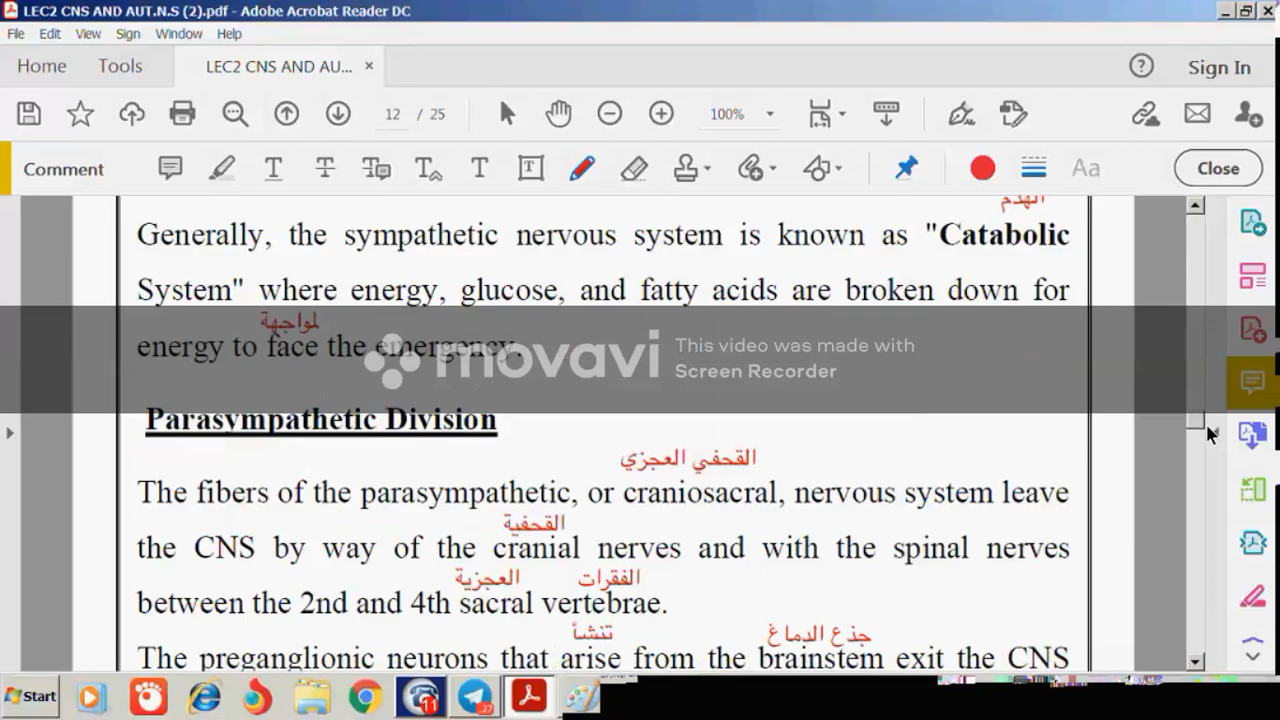 LEC2 CNS AND AUT.N.S (2).pdf - Adobe Acrobat Reader DC
File Edit View Sign Window Help
Home Tools LEC2 CNS AND AU... × Sign In
12 / 25 100%
Comment Close
الهدم
Generally, the sympathetic nervous system is known as "Catabolic
System" where energy, glucose, and fatty acids are broken down for
لمواجهة
energy to face the emergency.
movavi This video was made with
Screen Recorder
Parasympathetic Division
القحفي العجزي
The fibers of the parasympathetic, or craniosacral, nervous system leave
القحفية
the CNS by way of the cranial nerves and with the spinal nerves
العجزية الفقرات
between the 2nd and 4th sacral vertebrae.
تنشأ جذع الدماغ
The preganglionic neurons that arise from the brainstem exit the CNS
Start 11 27